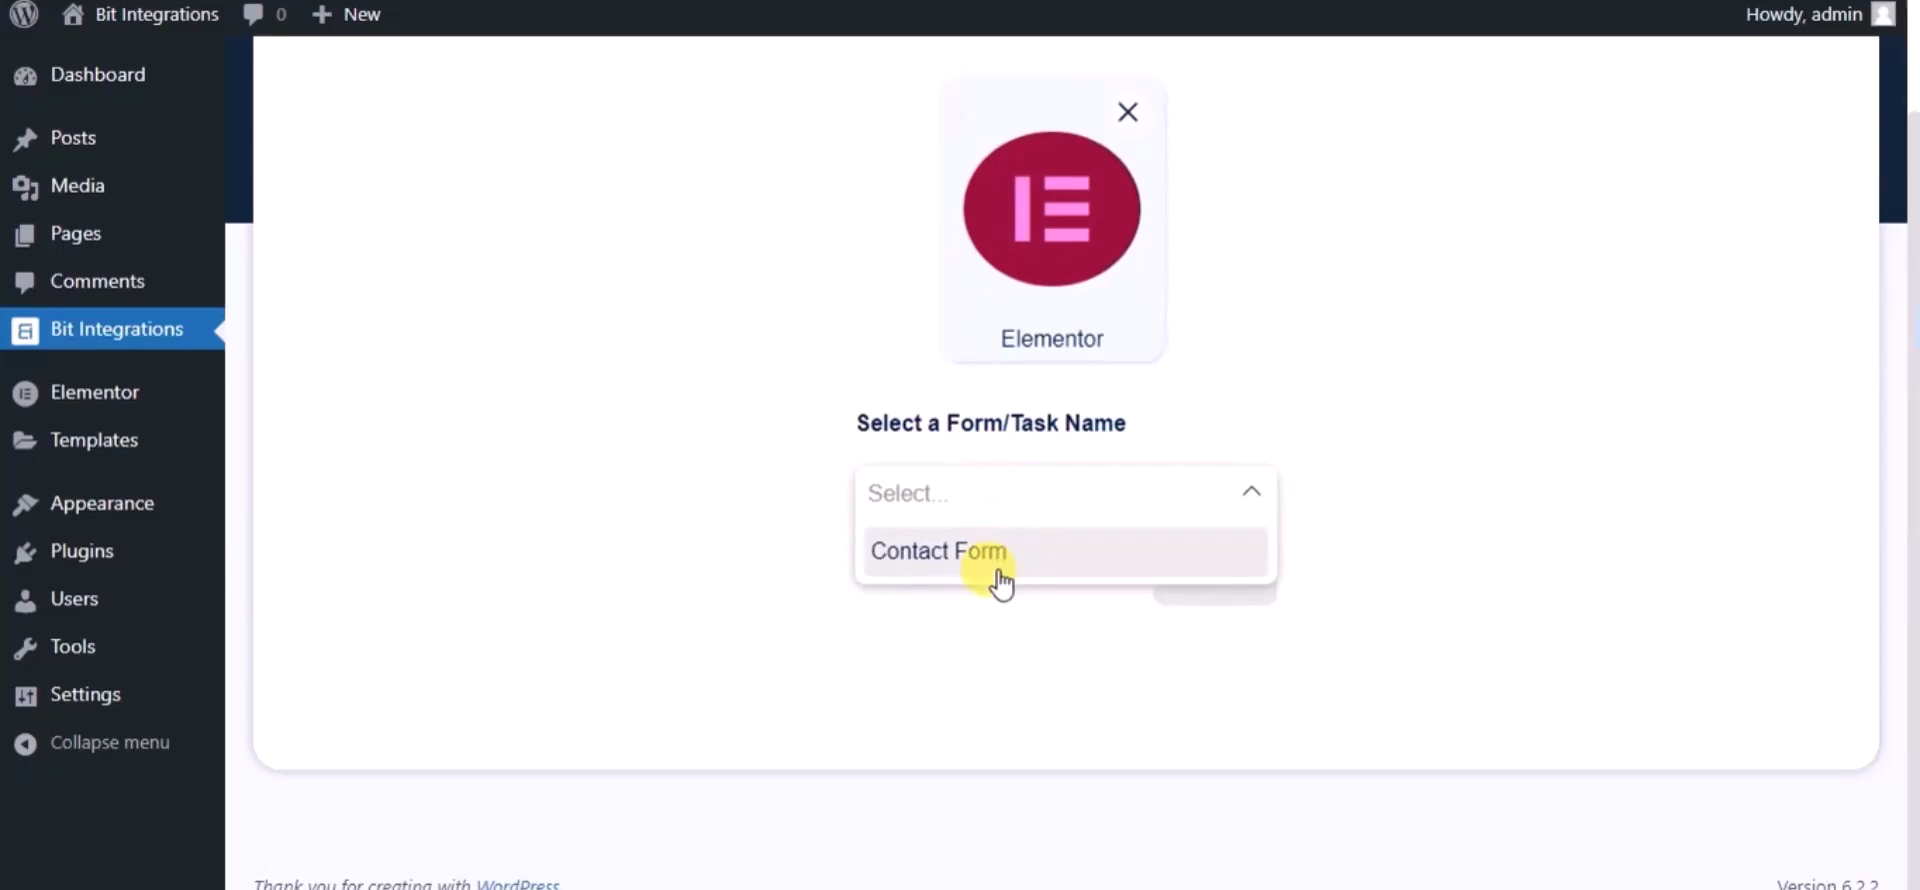 Bit Integrations
0
New
Howdy, admin
Dashboard
Posts
Media
Pages
Comments
Bit Integrations
Elementor
Templates
Appearance
Plugins
Users
Tools
Settings
Collapse menu
Elementor
Select a Form/Task Name
Select...
Contact Form
Thank you for creating with WordPress.
Version 6.2.2